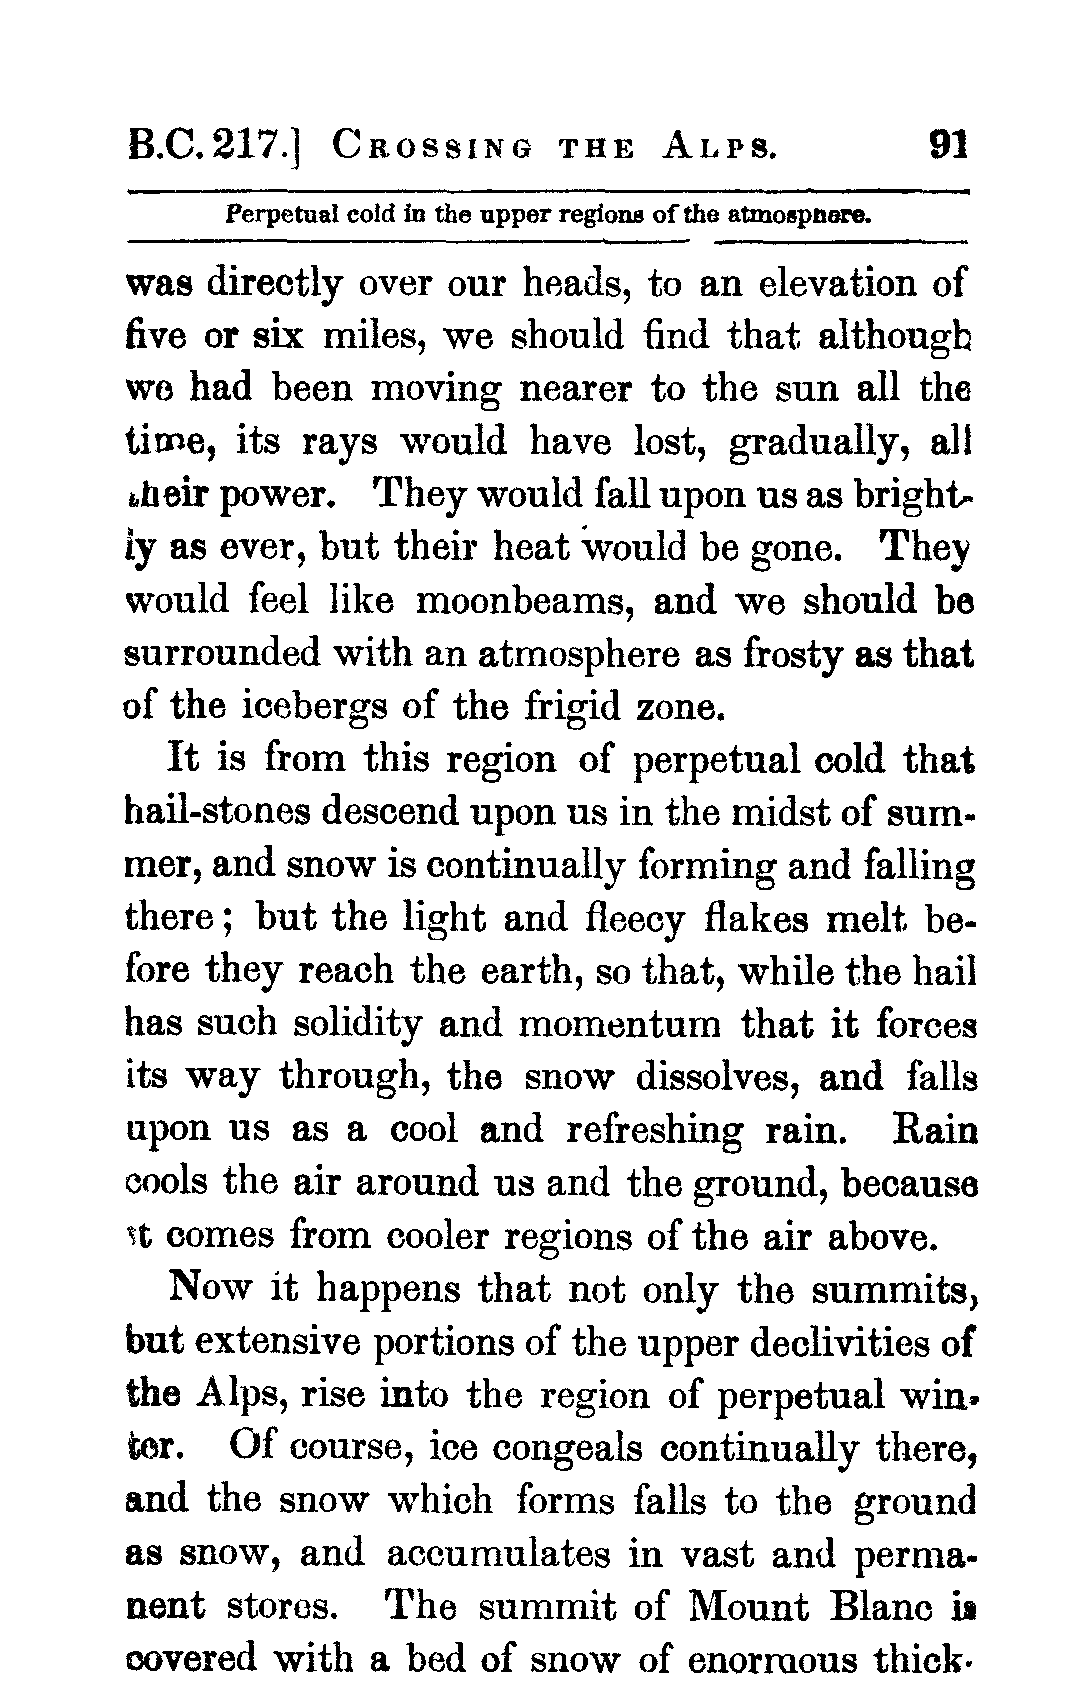 B.C. 217.] CROSSING THE ALPS. 91
Perpetual cold in the upper regions of the atmosphere.
was directly over our heads, to an elevation of
five or six miles, we should find that although
we had been moving nearer to the sun all the
time, its rays would have lost, gradually, all
their power. They would fall upon us as bright-
ly as ever, but their heat would be gone. They
would feel like moonbeams, and we should be
surrounded with an atmosphere as frosty as that
of the icebergs of the frigid zone.
It is from this region of perpetual cold that
hail-stones descend upon us in the midst of sum-
mer, and snow is continually forming and falling
there; but the light and fleecy flakes melt be-
fore they reach the earth, so that, while the hail
has such solidity and momentum that it forces
its way through, the snow dissolves, and falls
upon us as a cool and refreshing rain. Rain
cools the air around us and the ground, because
it comes from cooler regions of the air above.
Now it happens that not only the summits,
but extensive portions of the upper declivities of
the Alps, rise into the region of perpetual win-
ter. Of course, ice congeals continually there,
and the snow which forms falls to the ground
as snow, and accumulates in vast and perma-
nent stores. The summit of Mount Blanc is
covered with a bed of snow of enormous thick-